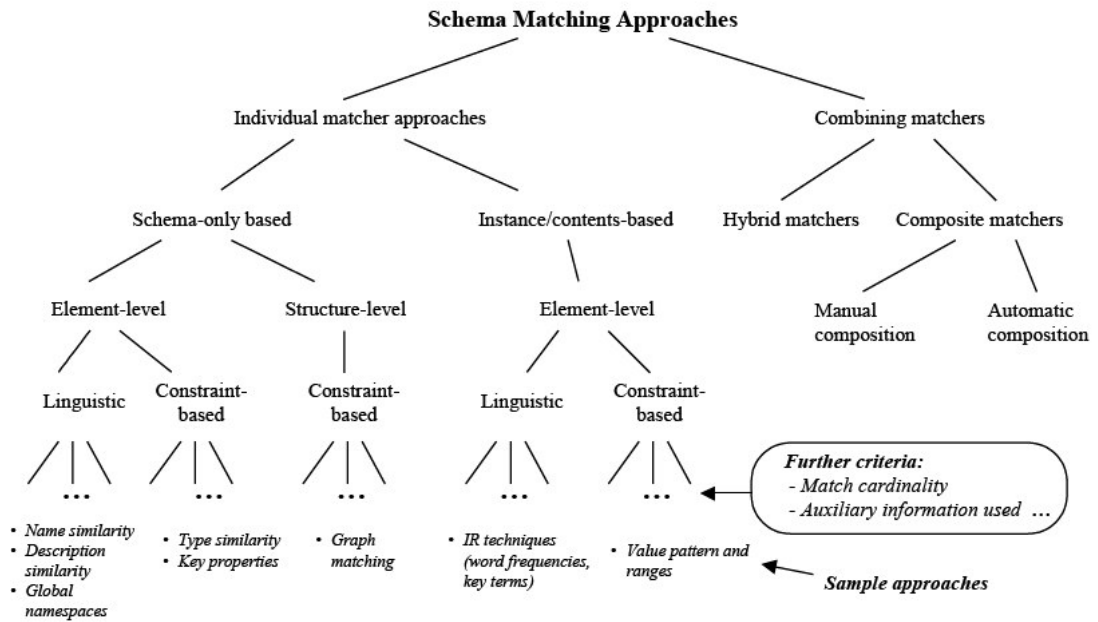 Schema Matching Approaches
Individual matcher approaches
Combining matchers
Schema-only based
Instance/contents-based
Hybrid matchers
Composite matchers
Element-level
Structure-level
Element-level
Manual
composition
Automatic
composition
Linguistic
Constraint-
based
Constraint-
based
Linguistic
Constraint-
based
...
...
...
...
...
Further criteria:
- Match cardinality
- Auxiliary information used ...
• Name similarity
• Description
similarity
• Global
namespaces
• Type similarity
• Key properties
• Graph
matching
• IR techniques
(word frequencies,
key terms)
• Value pattern and
ranges
Sample approaches